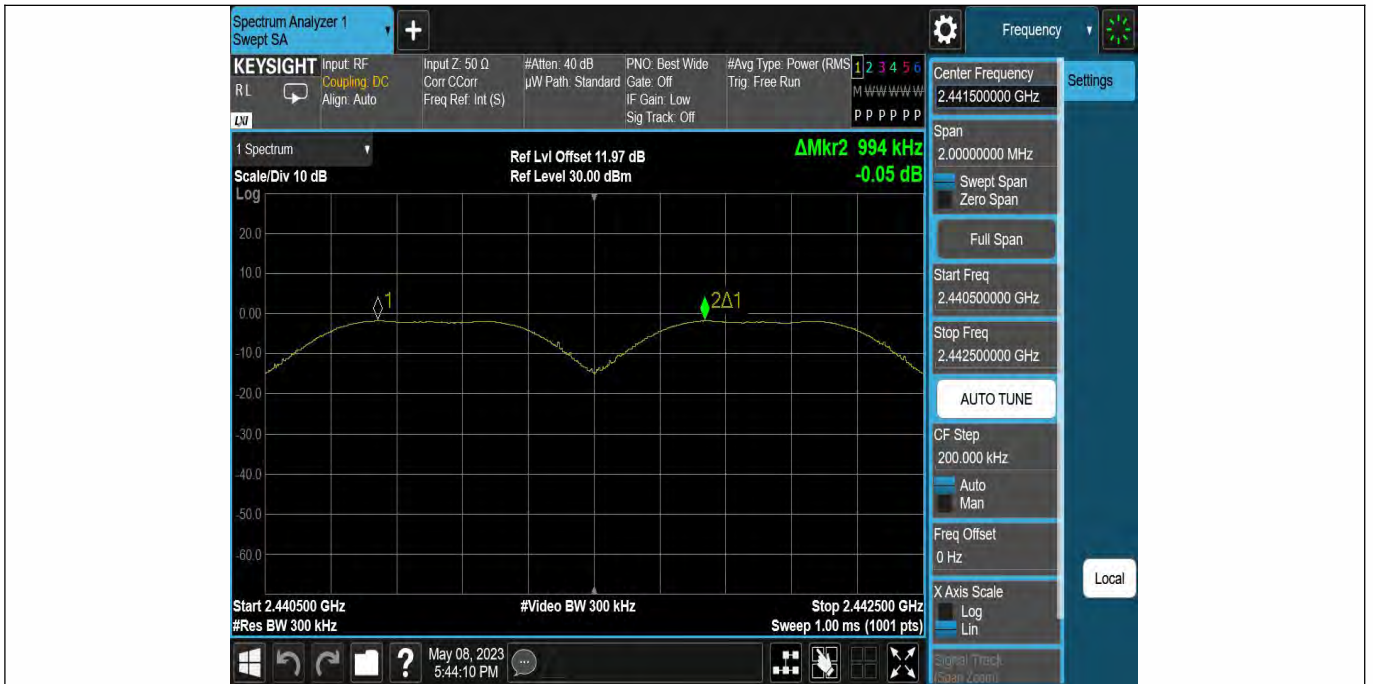 Spectrum Analyzer 1
Swept SA
+
Frequency
KEYSIGHT
RL
LXI
Input: RF
Coupling: DC
Align: Auto
Input Z: 50 Ω
Corr CCorr
Freq Ref: Int (S)
#Atten: 40 dB
µW Path: Standard
PNO: Best Wide
Gate: Off
IF Gain: Low
Sig Track: Off
#Avg Type: Power (RMS
Trig: Free Run
1 2 3 4 5 6
M W W W W W
P P P P P P
1 Spectrum
Scale/Div 10 dB
Ref Lvl Offset 11.97 dB
Ref Level 30.00 dBm
ΔMkr2 994 kHz
-0.05 dB
Log
20.0
10.0
0.00
-10.0
-20.0
-30.0
-40.0
-50.0
-60.0
1
2Δ1
Start 2.440500 GHz
#Res BW 300 kHz
#Video BW 300 kHz
Stop 2.442500 GHz
Sweep 1.00 ms (1001 pts)
Center Frequency
2.441500000 GHz
Settings
Span
2.00000000 MHz
Swept Span
Zero Span
Full Span
Start Freq
2.440500000 GHz
Stop Freq
2.442500000 GHz
AUTO TUNE
CF Step
200.000 kHz
Auto
Man
Freq Offset
0 Hz
X Axis Scale
Log
Lin
Signal Track
(Span Zoom)
Local
?
May 08, 2023
5:44:10 PM